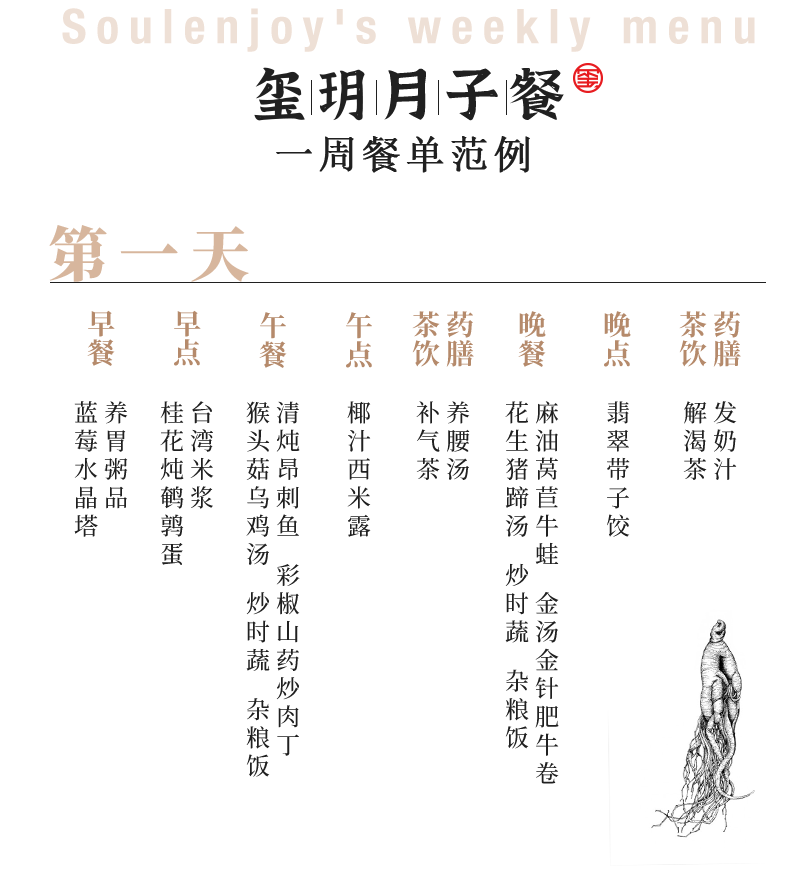 Soulenjoy's weekly menu
玺玥月子餐
玺
一周餐单范例
第一天
早餐
养胃粥品
蓝莓水晶塔
早点
台湾米浆
桂花炖鹌鹑蛋
午餐
清炖昂刺鱼 彩椒山药炒肉丁
猴头菇乌鸡汤 炒时蔬 杂粮饭
午点
椰汁西米露
药膳
茶饮
养腰汤
补气茶
晚餐
麻油莴苣牛蛙 金汤金针肥牛卷
花生猪蹄汤 炒时蔬 杂粮饭
晚点
翡翠带子饺
药膳
茶饮
发奶汁
解渴茶